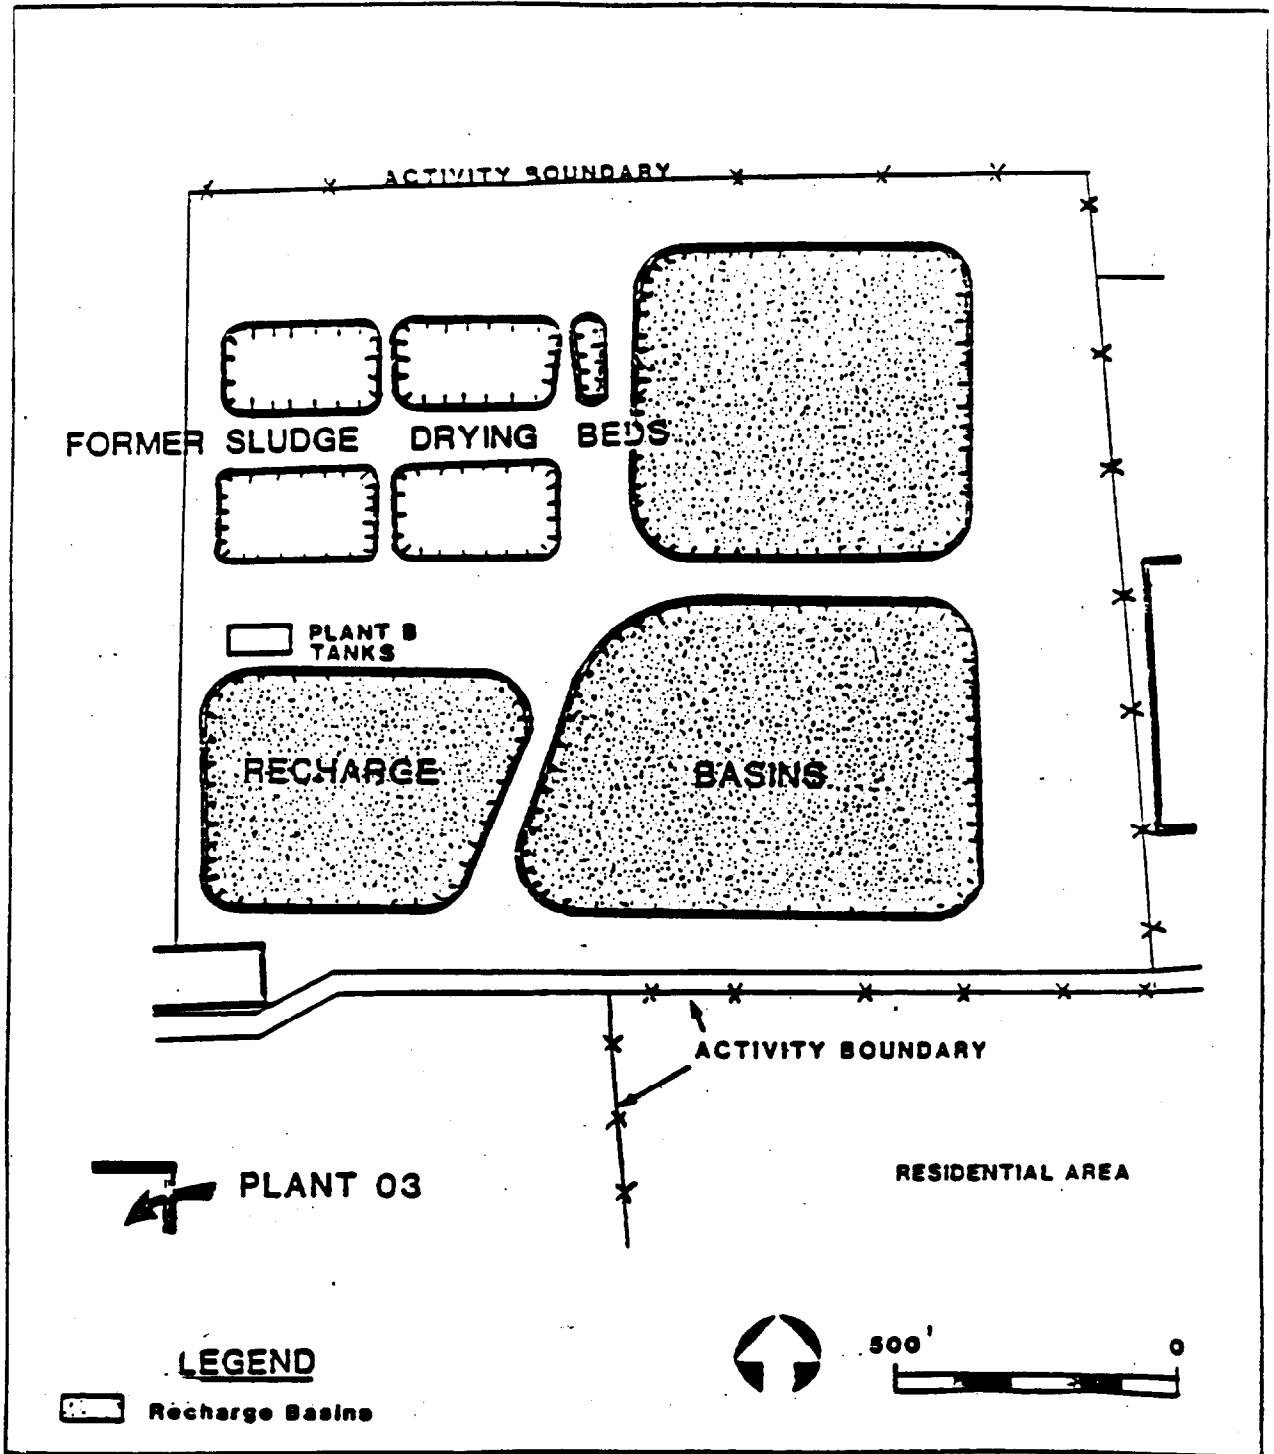 ACTIVITY BOUNDARY
FORMER SLUDGE DRYING BEDS
PLANT B
TANKS
RECHARGE BASINS
ACTIVITY BOUNDARY
PLANT 03
RESIDENTIAL AREA
500' 0
LEGEND
Recharge Basins